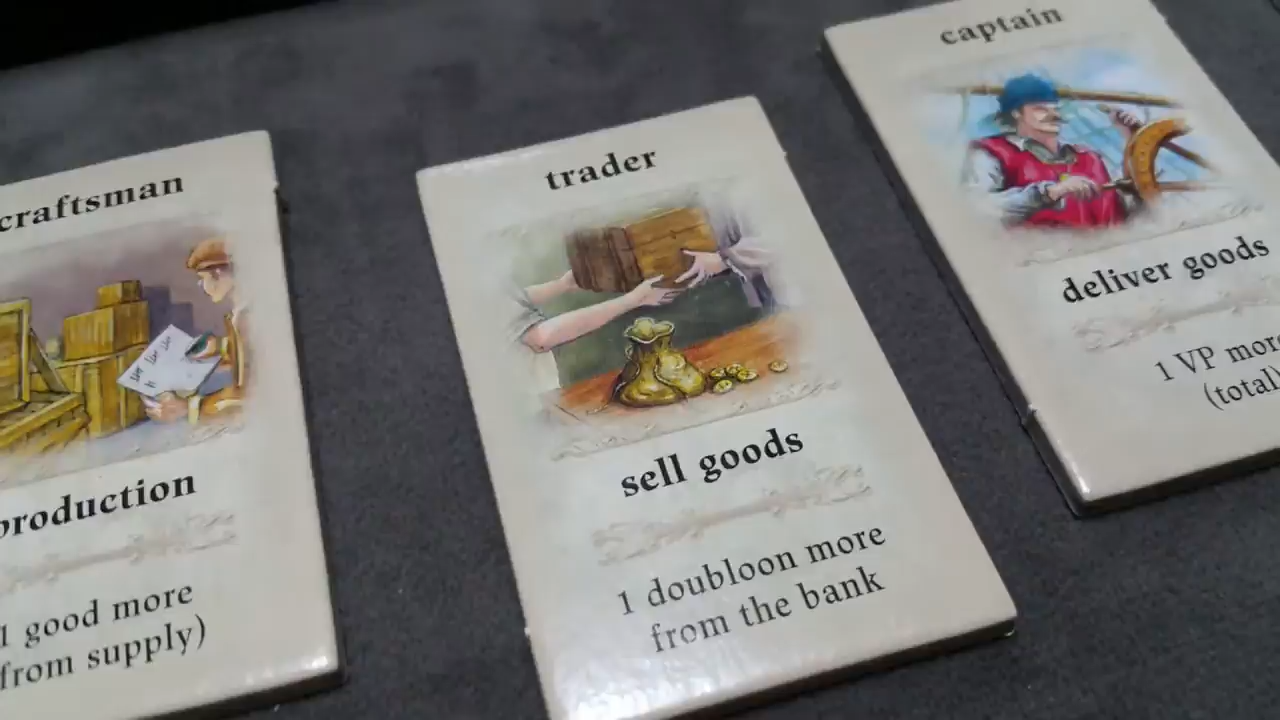 craftsman
production
1 good more
from supply)
trader
sell goods
1 doubloon more
from the bank
captain
deliver goods
1 VP more
(total)